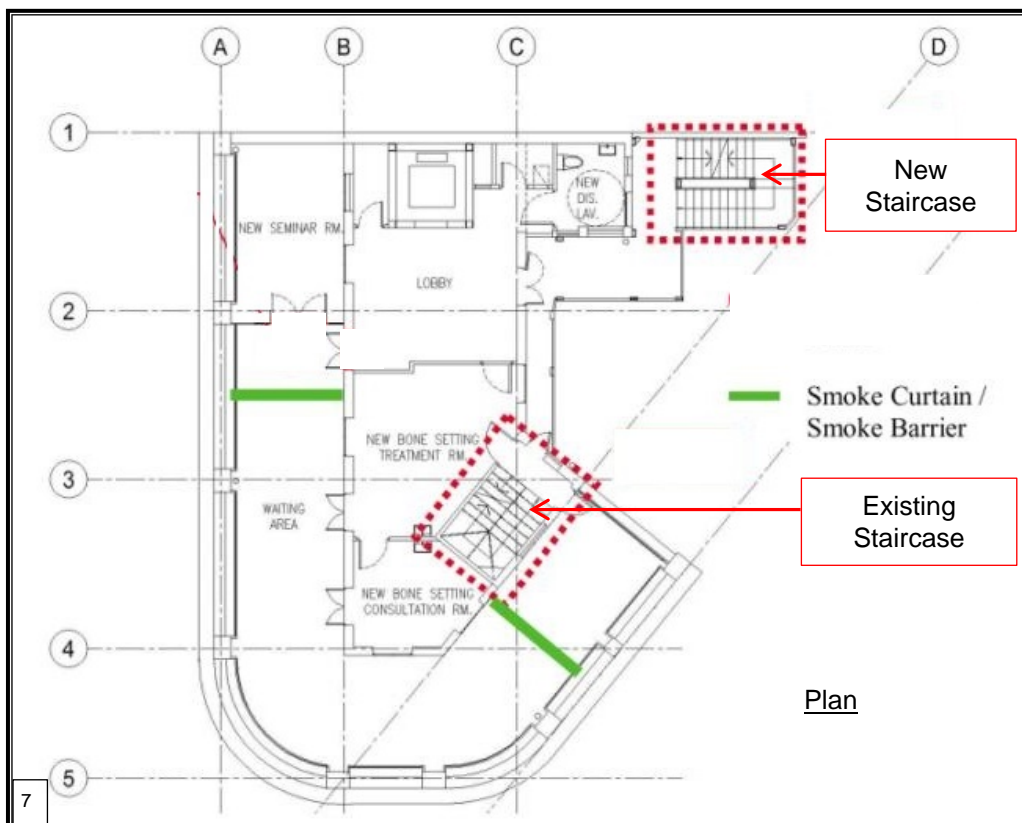 A
B
C
D
1
New
Staircase
NEW
DIS.
LAV.
NEW SEMINAR RM.
LOBBY
2
Smoke Curtain /
Smoke Barrier
NEW BONE SETTING
TREATMENT RM.
3
WAITING
AREA
Existing
Staircase
NEW BONE SETTING
CONSULTATION RM.
4
Plan
5
7